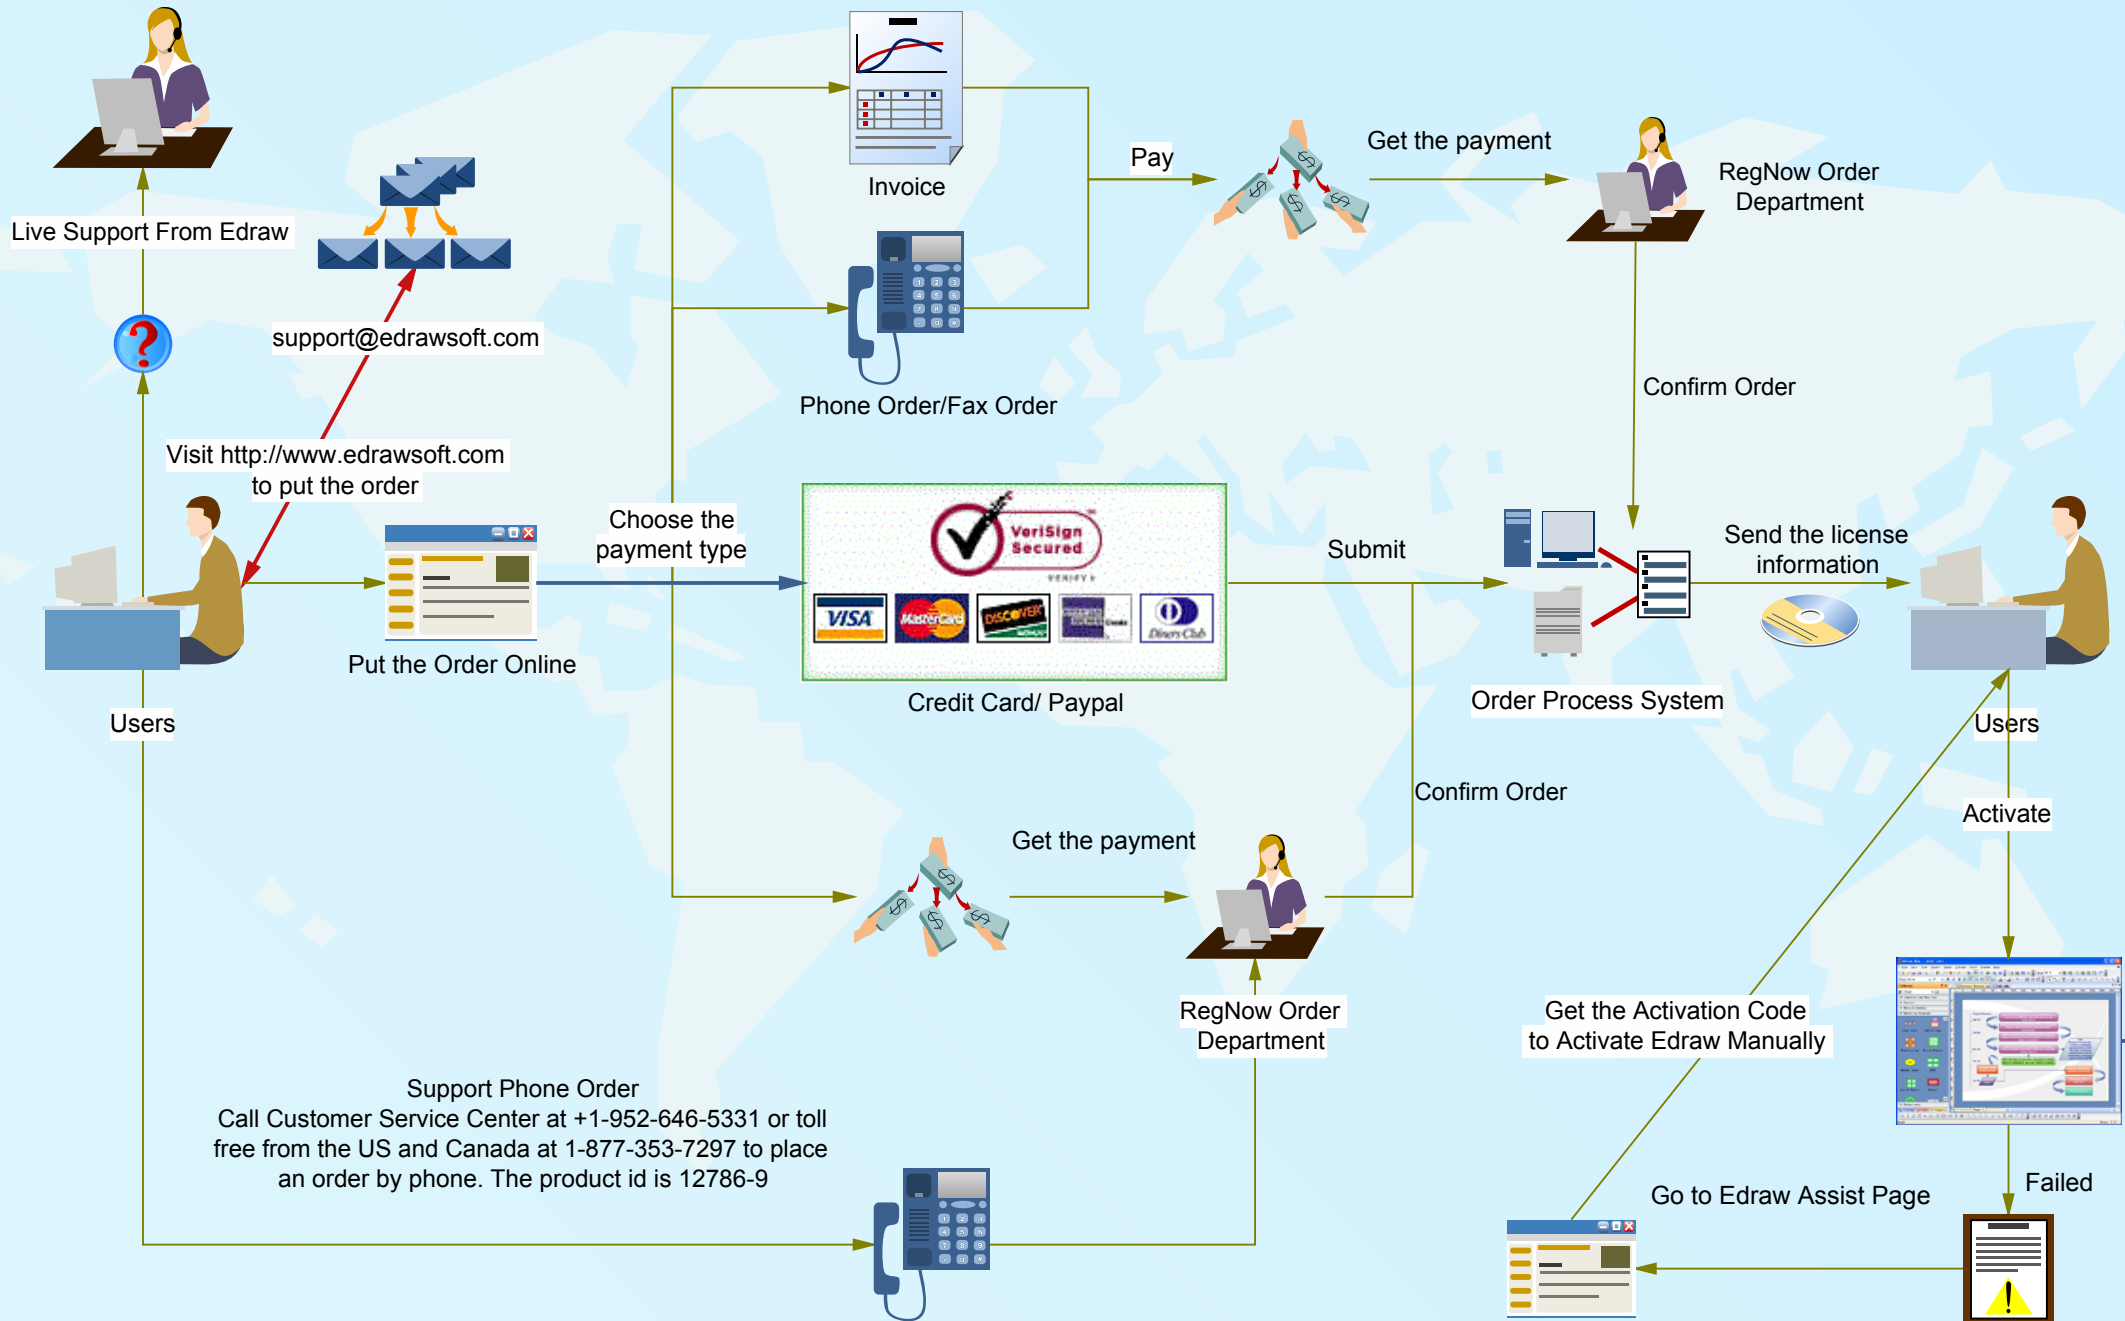 Live Support From Edraw
support@edrawsoft.com
Visit http://www.edrawsoft.com
to put the order
Users
Put the Order Online
Choose the
payment type
Invoice
Phone Order/Fax Order
Pay
Get the payment
RegNow Order
Department
Confirm Order
VeriSign
Secured
VERIFY
VISA
MasterCard
DISCOVER
Diners Club
Credit Card/ Paypal
Submit
Order Process System
Send the license
information
Users
Activate
Confirm Order
Get the payment
RegNow Order
Department
Get the Activation Code
to Activate Edraw Manually
Support Phone Order
Call Customer Service Center at +1-952-646-5331 or toll
free from the US and Canada at 1-877-353-7297 to place
an order by phone. The product id is 12786-9
Go to Edraw Assist Page
Failed